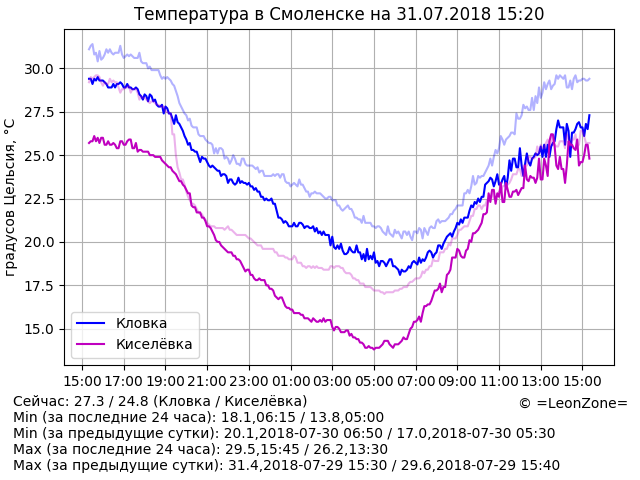 Температура в Смоленске на 31.07.2018 15:20
градусов Цельсия, °C
30.0
27.5
25.0
22.5
20.0
17.5
15.0
Кловка
Киселёвка
15:00 17:00 19:00 21:00 23:00 01:00 03:00 05:00 07:00 09:00 11:00 13:00 15:00
Сейчас: 27.3 / 24.8 (Кловка / Киселёвка)
© =LeonZone=
Min (за последние 24 часа): 18.1,06:15 / 13.8,05:00
Min (за предыдущие сутки): 20.1,2018-07-30 06:50 / 17.0,2018-07-30 05:30
Max (за последние 24 часа): 29.5,15:45 / 26.2,13:30
Max (за предыдущие сутки): 31.4,2018-07-29 15:30 / 29.6,2018-07-29 15:40